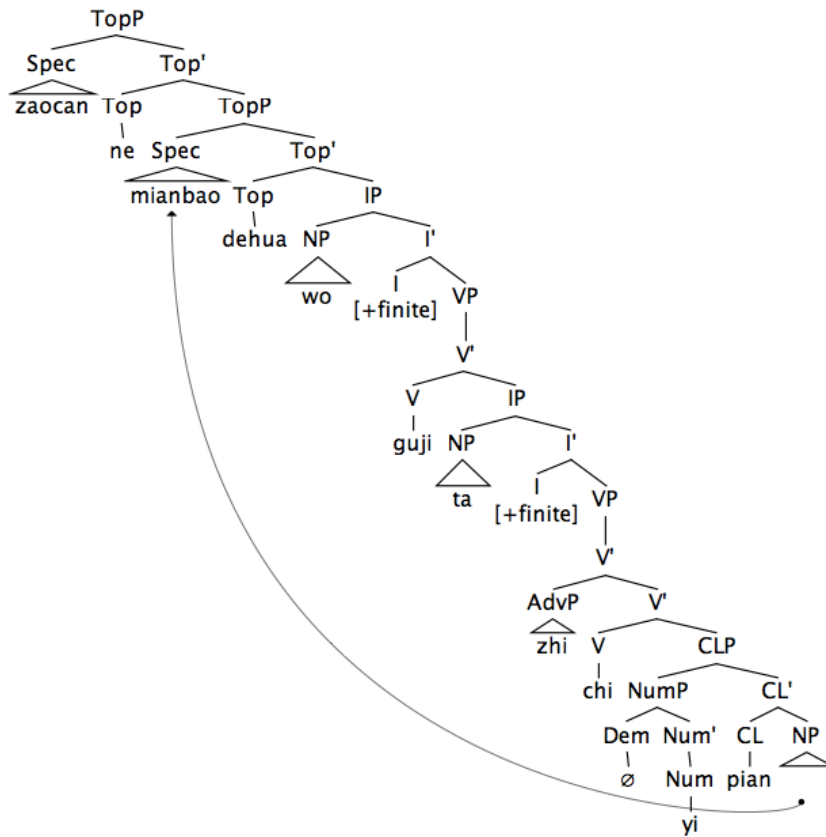 TopP
Spec Top'
zaocan Top TopP
ne Spec Top'
mianbao Top IP
dehua NP I'
wo I VP
[+finite]
V'
V IP
guji NP I'
ta I VP
[+finite]
V'
AdvP V'
zhi V CLP
chi NumP CL'
Dem Num' CL NP
∅ Num pian
yi